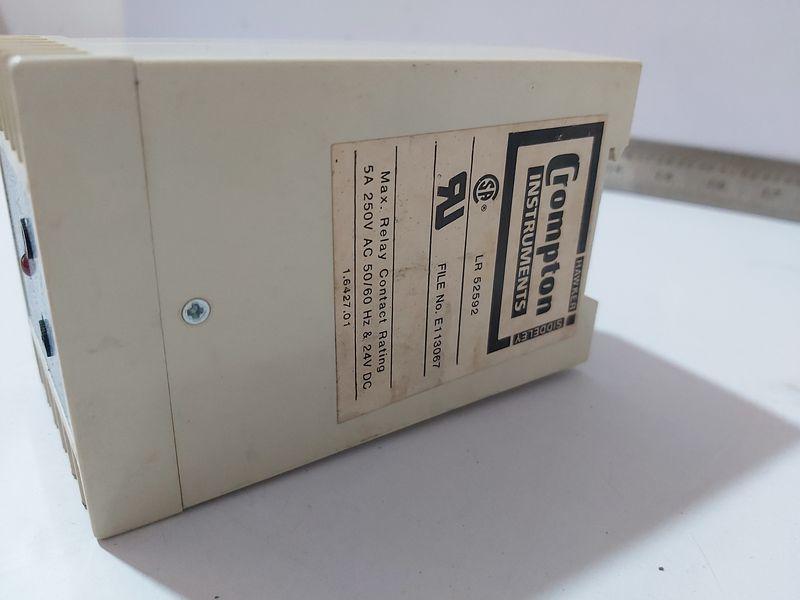 HAWKER
SIDDELEY
Crompton
INSTRUMENTS
LR 52592
FILE No. E113067
Max. Relay Contact Rating
5A 250V AC 50/60 Hz & 24V DC
1.6427.01